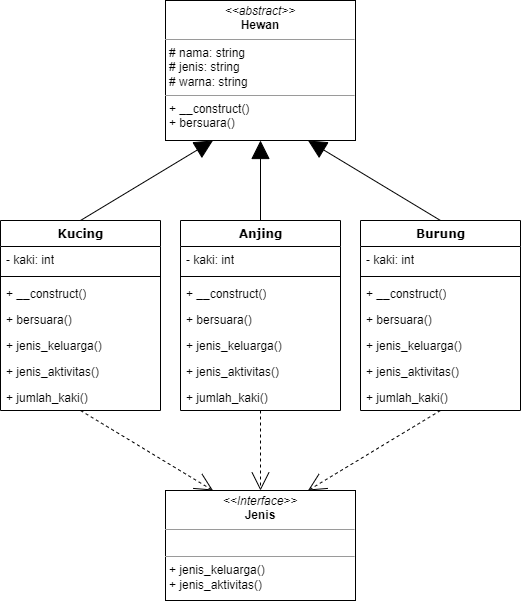 <<abstract>>
Hewan
# nama: string
# jenis: string
# warna: string
+ __construct()
+ bersuara()
Kucing
- kaki: int
+ __construct()
+ bersuara()
+ jenis_keluarga()
+ jenis_aktivitas()
+ jumlah_kaki()
Anjing
- kaki: int
+ __construct()
+ bersuara()
+ jenis_keluarga()
+ jenis_aktivitas()
+ jumlah_kaki()
Burung
- kaki: int
+ __construct()
+ bersuara()
+ jenis_keluarga()
+ jenis_aktivitas()
+ jumlah_kaki()
<<Interface>>
Jenis
+ jenis_keluarga()
+ jenis_aktivitas()